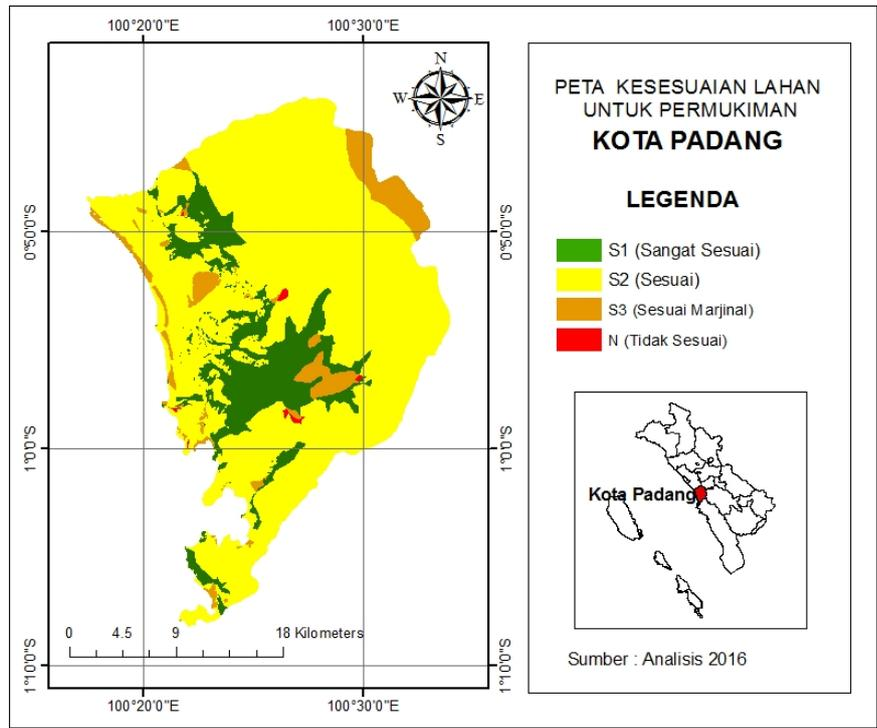 100°20'0"E
100°30'0"E
N
W
E
S
0°50'0"S
0°50'0"S
1°0'0"S
1°0'0"S
1°10'0"S
1°10'0"S
0 4.5 9 18 Kilometers
100°20'0"E
100°30'0"E
PETA KESESUAIAN LAHAN
UNTUK PERMUKIMAN
KOTA PADANG
LEGENDA
S1 (Sangat Sesuai)
S2 (Sesuai)
S3 (Sesuai Marjinal)
N (Tidak Sesuai)
Kota Padang
Sumber : Analisis 2016